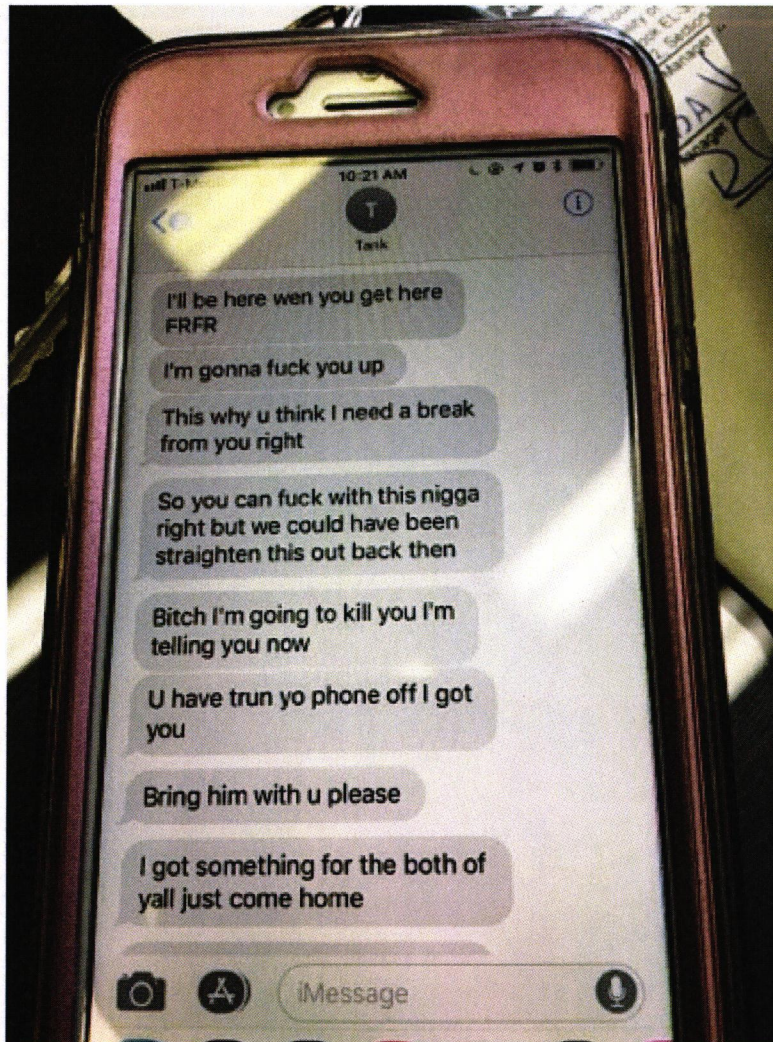 10:21 AM
T
Tank
I'll be here wen you get here
FRFR
I'm gonna fuck you up
This why u think I need a break
from you right
So you can fuck with this nigga
right but we could have been
straighten this out back then
Bitch I'm going to kill you I'm
telling you now
U have trun yo phone off I got
you
Bring him with u please
I got something for the both of
yall just come home
iMessage
Manager